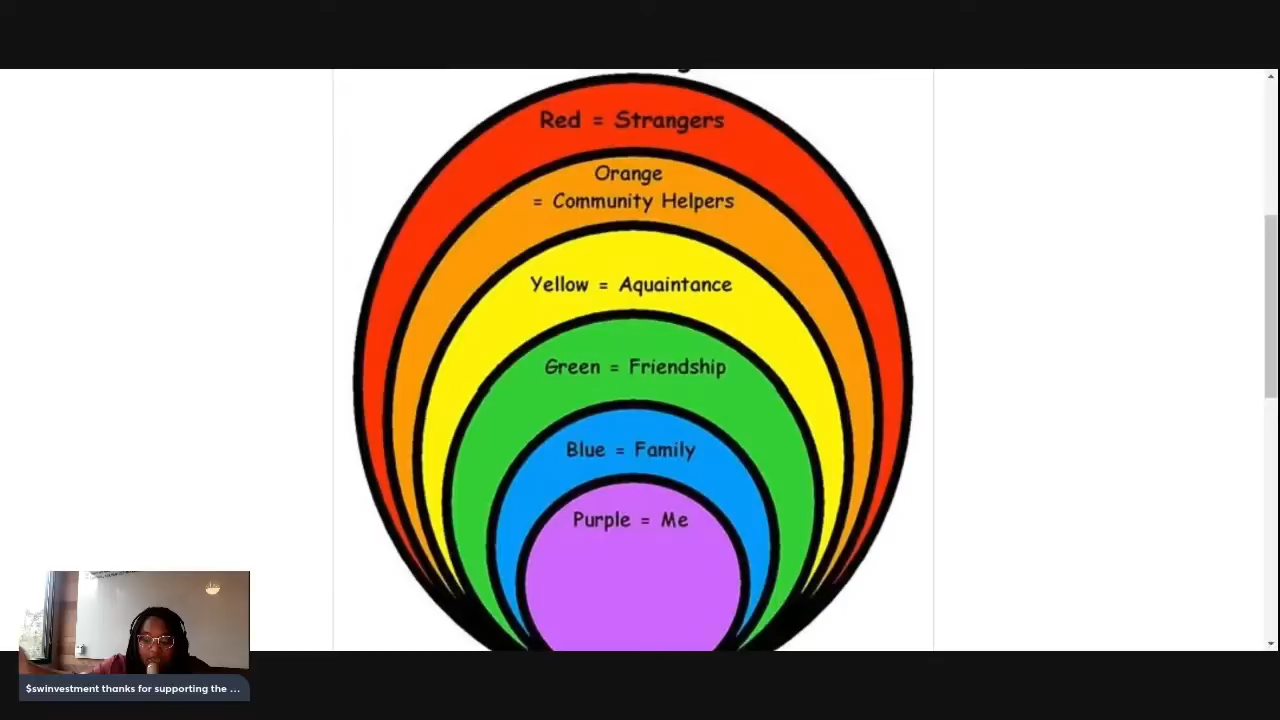 Red = Strangers
Orange
= Community Helpers
Yellow = Aquaintance
Green = Friendship
Blue = Family
Purple = Me
$swinvestment thanks for supporting the ...